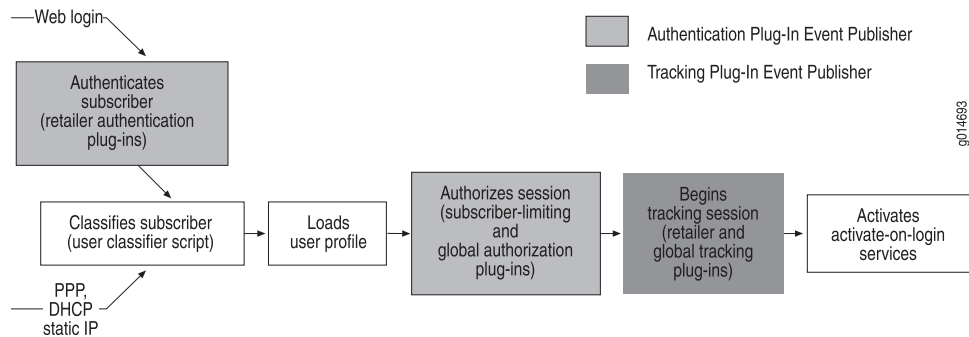 Web login
Authentication Plug-In Event Publisher
Tracking Plug-In Event Publisher
g014693
Authenticates
subscriber
(retailer authentication
plug-ins)
Classifies subscriber
(user classifier script)
Loads
user profile
Authorizes session
(subscriber-limiting
and
global authorization
plug-ins)
Begins
tracking session
(retailer and
global tracking
plug-ins)
Activates
activate-on-login
services
PPP,
DHCP
static IP